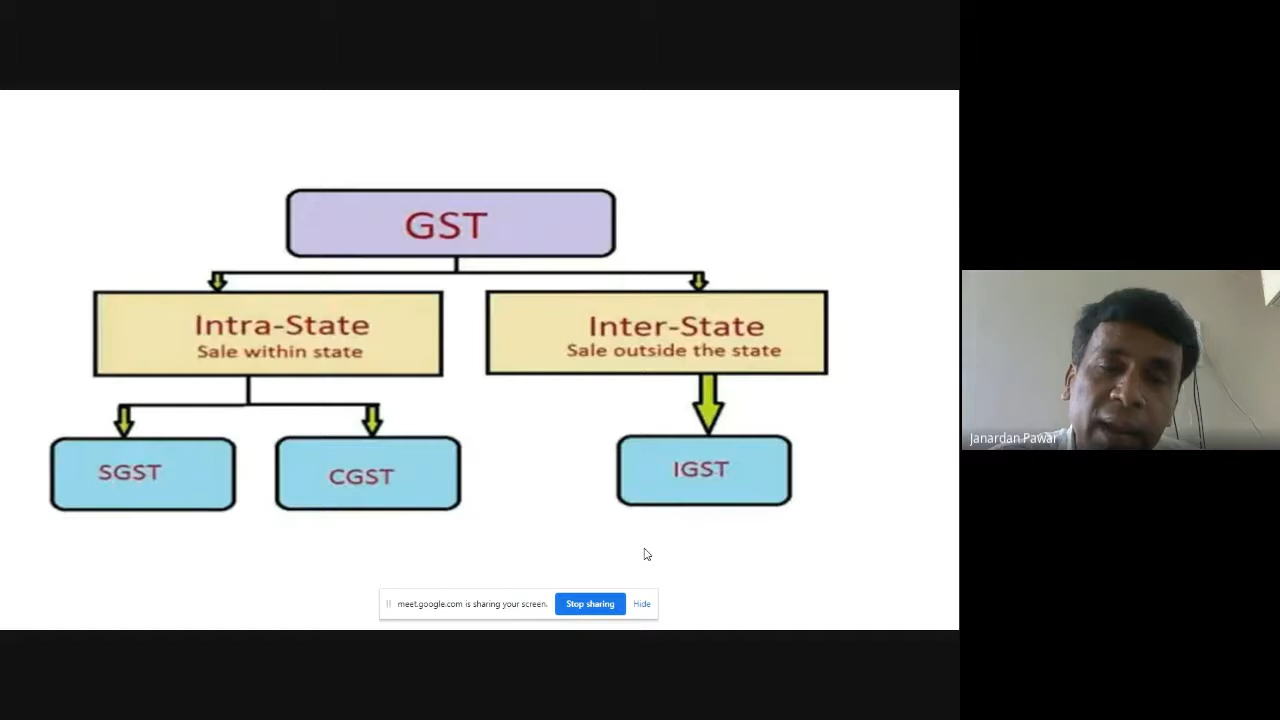 GST
Intra-State
Sale within state
Inter-State
Sale outside the state
SGST
CGST
IGST
meet.google.com is sharing your screen.
Stop sharing
Hide
Janardan Pawar